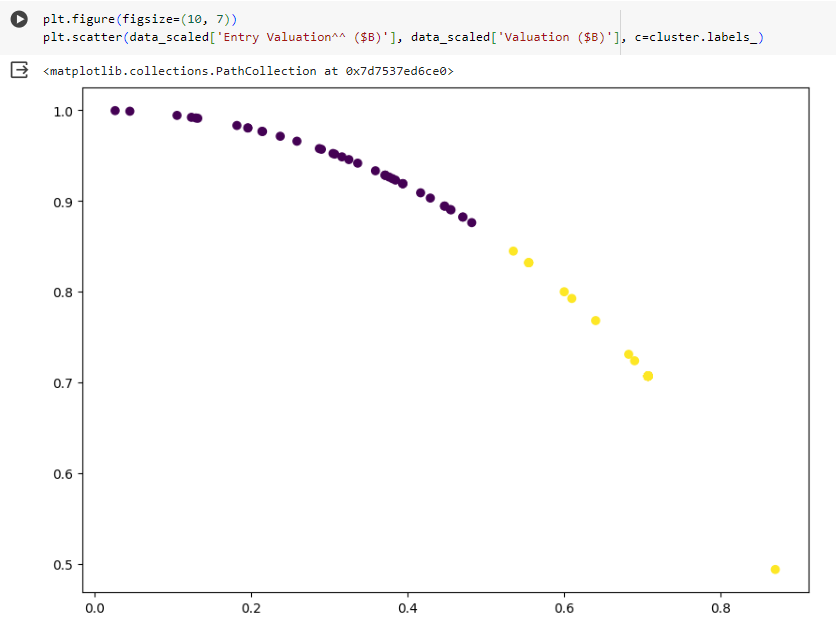 plt.figure(figsize=(10, 7))
plt.scatter(data_scaled['Entry Valuation^^ ($B)'], data_scaled['Valuation ($B)'], c=cluster.labels_)
<matplotlib.collections.PathCollection at 0x7d7537ed6ce0>
1.0
0.9
0.8
0.7
0.6
0.5
0.0 0.2 0.4 0.6 0.8